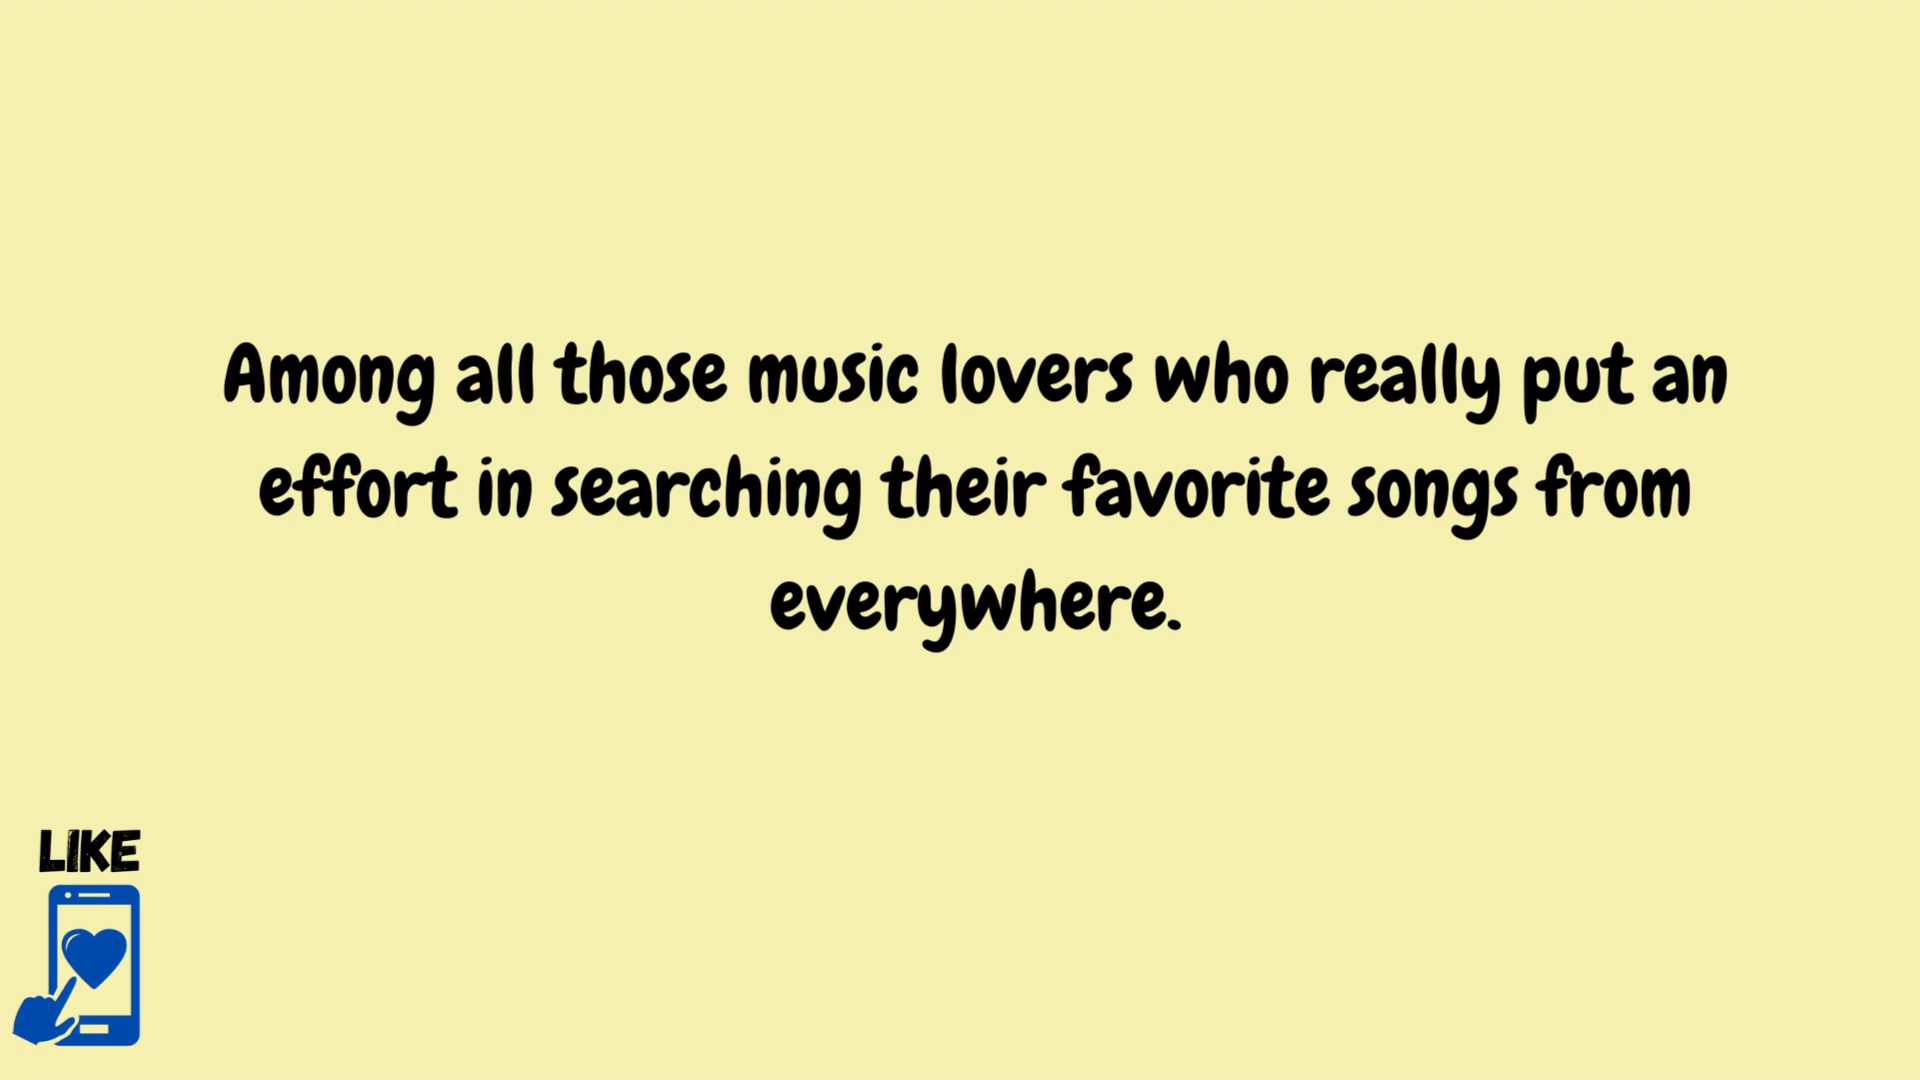 Among all those music lovers who really put an
effort in searching their favorite songs from
everywhere.
LIKE